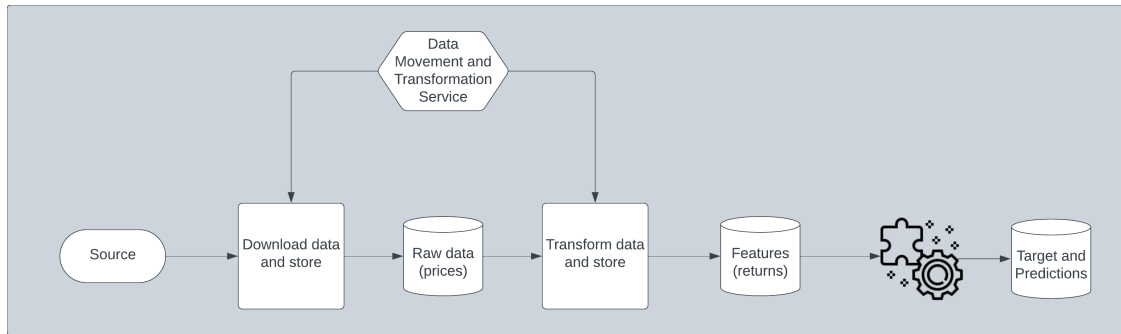 Data
Movement and
Transformation
Service
Source
Download data
and store
Raw data
(prices)
Transform data
and store
Features
(returns)
Target and
Predictions